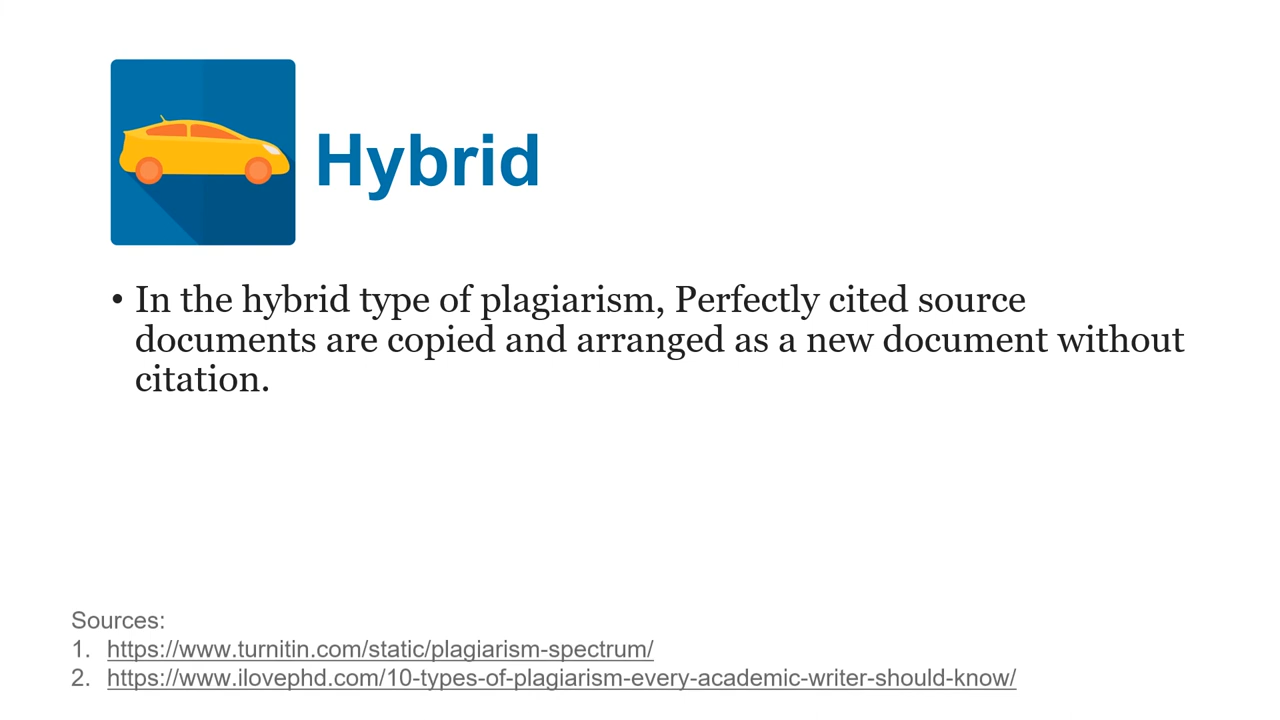 Hybrid
• In the hybrid type of plagiarism, Perfectly cited source
documents are copied and arranged as a new document without
citation.
Sources:
1. https://www.turnitin.com/static/plagiarism-spectrum/
2. https://www.ilovephd.com/10-types-of-plagiarism-every-academic-writer-should-know/